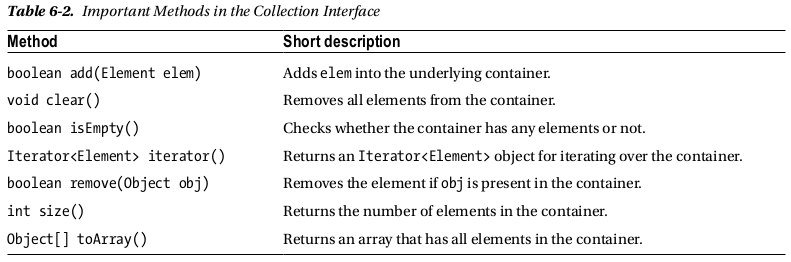 Table 6-2. Important Methods in the Collection Interface
Method Short description
boolean add(Element elem) Adds elem into the underlying container.
void clear() Removes all elements from the container.
boolean isEmpty() Checks whether the container has any elements or not.
Iterator<Element> iterator() Returns an Iterator<Element> object for iterating over the container.
boolean remove(Object obj) Removes the element if obj is present in the container.
int size() Returns the number of elements in the container.
Object[] toArray() Returns an array that has all elements in the container.